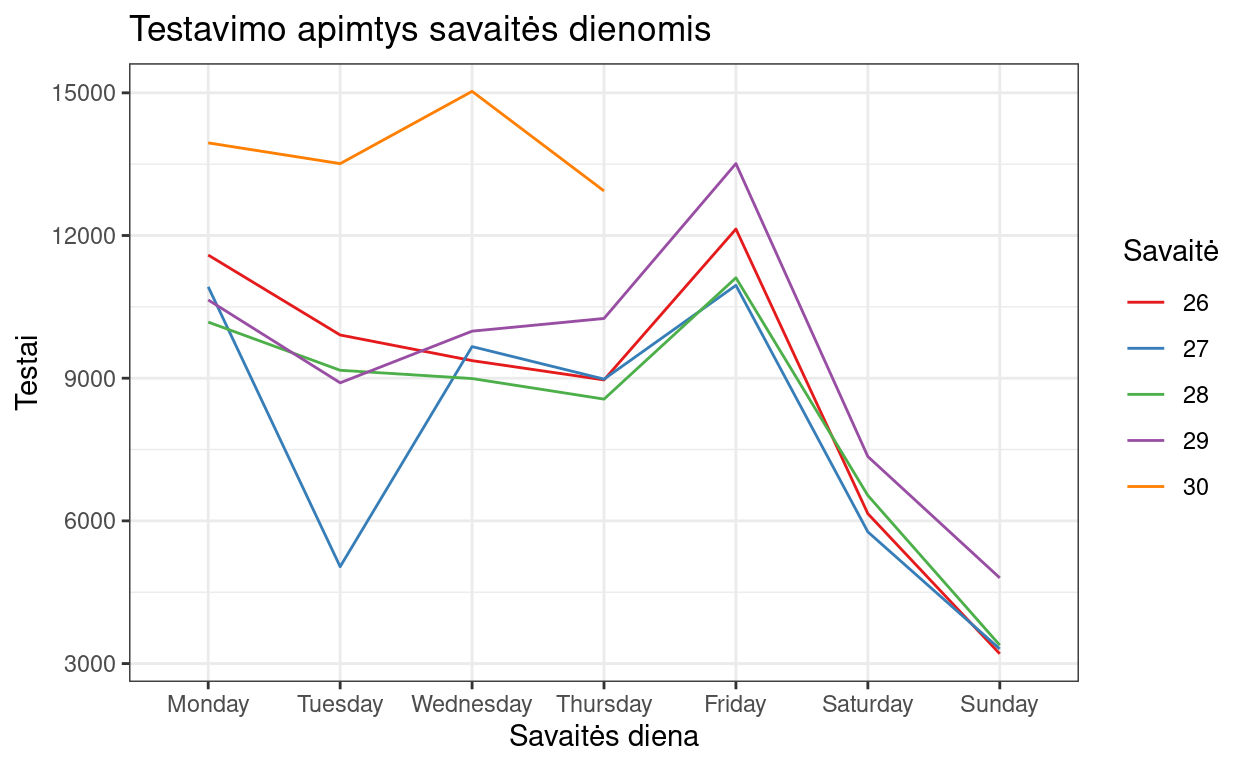 Testavimo apimtys savaitės dienomis
Testai
15000
12000
9000
6000
3000
Monday Tuesday Wednesday Thursday Friday Saturday Sunday
Savaitės diena
Savaitė
26
27
28
29
30